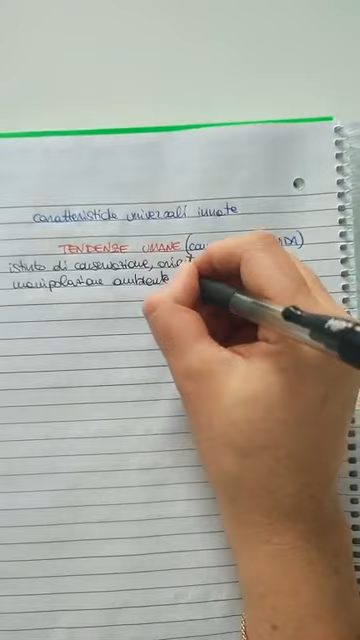 caratteristiche universali innate
TENDENZE UMANE (
istinto di conservazione,
manipolazione ambiente